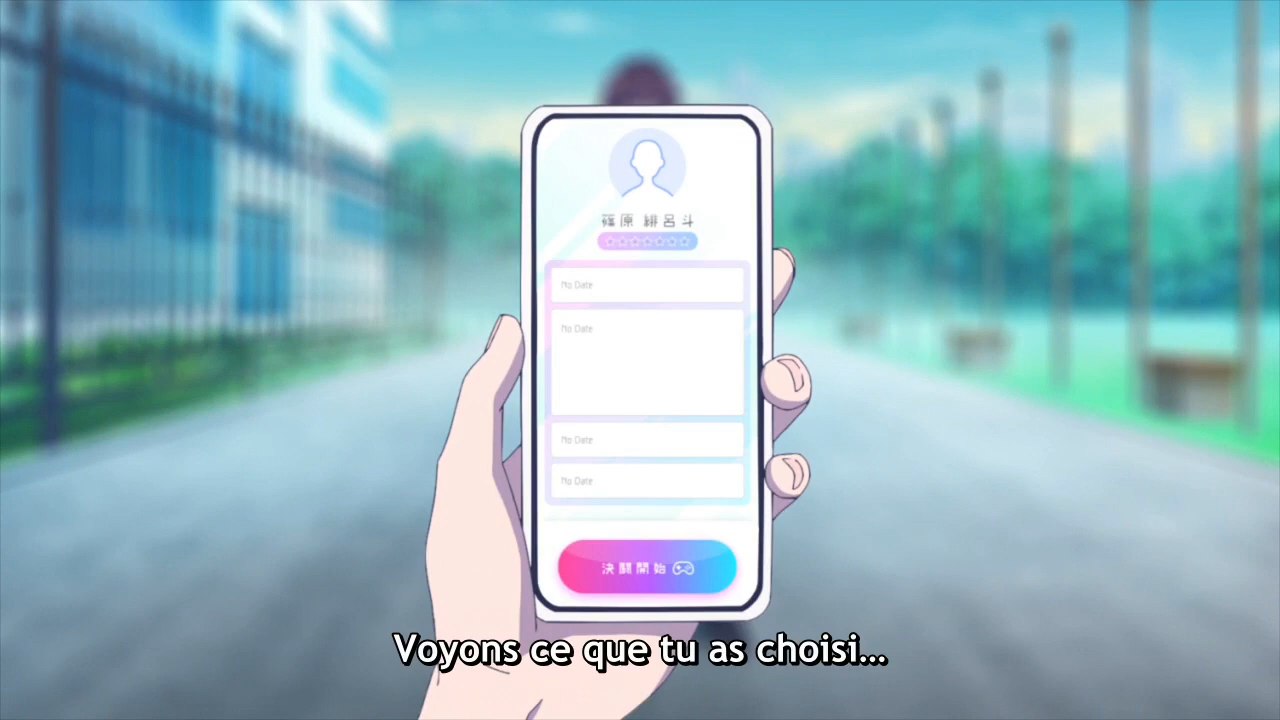 篠原 緋呂斗
No Date
No Date
No Date
No Date
決闘開始
Voyons ce que tu as choisi...